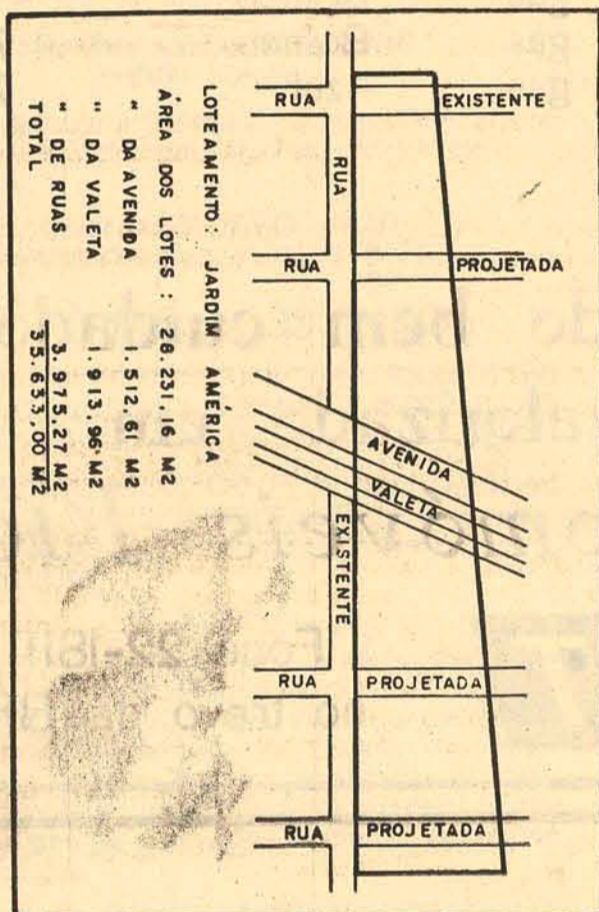 LOTEAMENTO JARDIM AMÉRICA
ÁREA DOS LOTES : 28.231,16 M2
" DA AVENIDA 1.512,61 M2
" DA VALETA 1.913,96 M2
" DE RUAS 3.975,27 M2
TOTAL 35.633,00 M2
RUA EXISTENTE
RUA
RUA PROJETADA
AVENIDA
VALETA
EXISTENTE
RUA PROJETADA
RUA PROJETADA